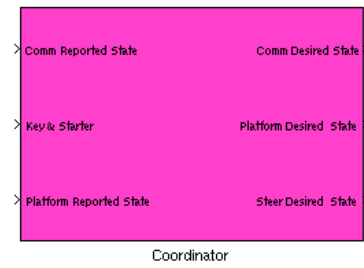 Comm Reported State
Comm Desired State
Key & Starter
Platform Desired State
Platform Reported State
Steer Desired State
Coordinator